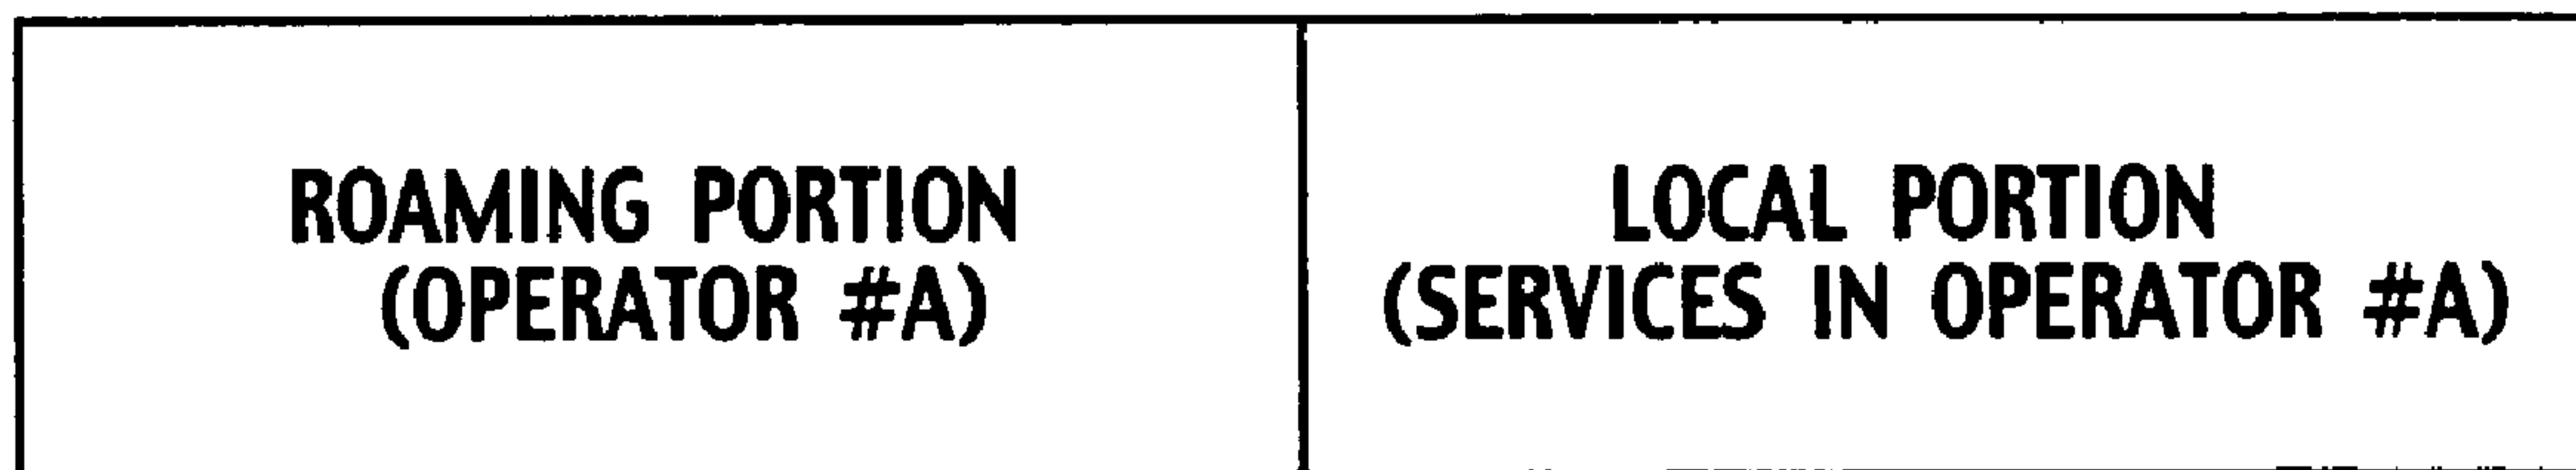 ROAMING PORTION
(OPERATOR #A)
LOCAL PORTION
(SERVICES IN OPERATOR #A)